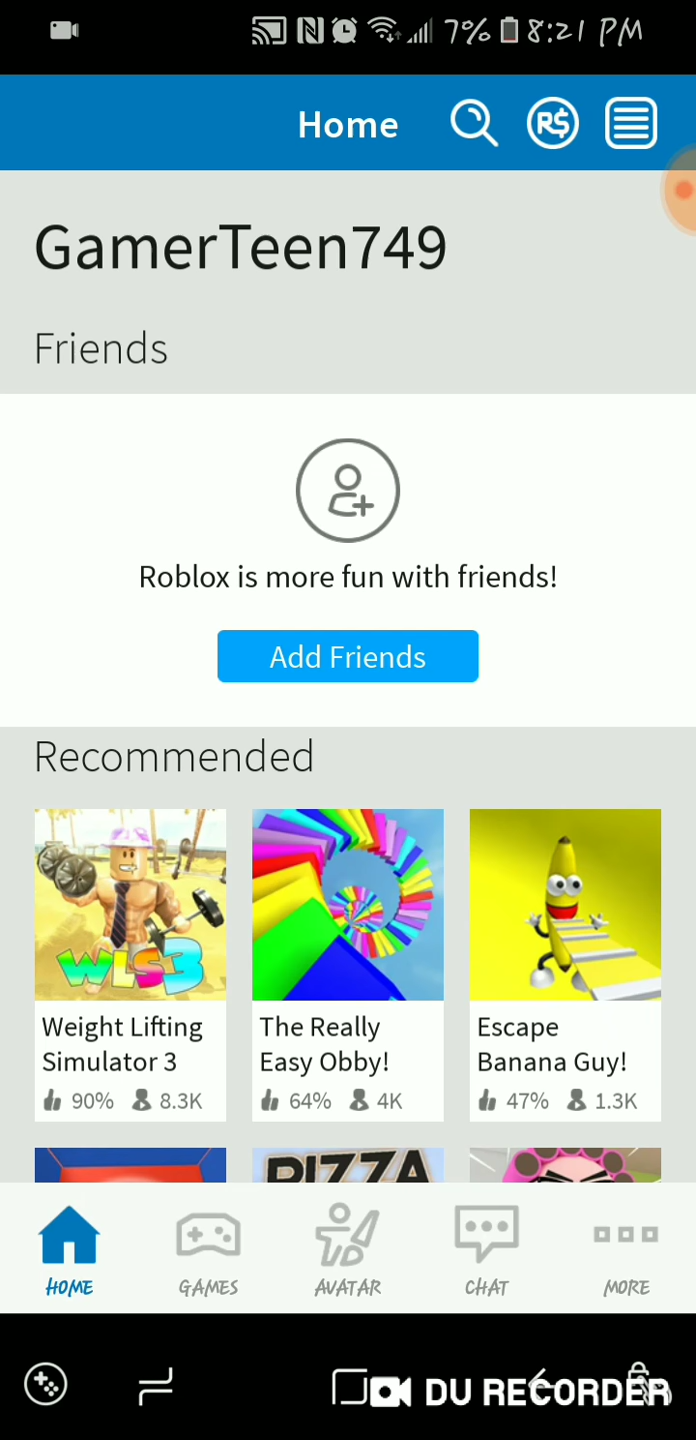 7% 8:21 PM
Home
R$
GamerTeen749
Friends
Roblox is more fun with friends!
Add Friends
Recommended
WLS3
Weight Lifting Simulator 3
90% 8.3K
The Really Easy Obby!
64% 4K
Escape Banana Guy!
47% 1.3K
PIZZA
HOME GAMES AVATAR CHAT MORE
DU RECORDER